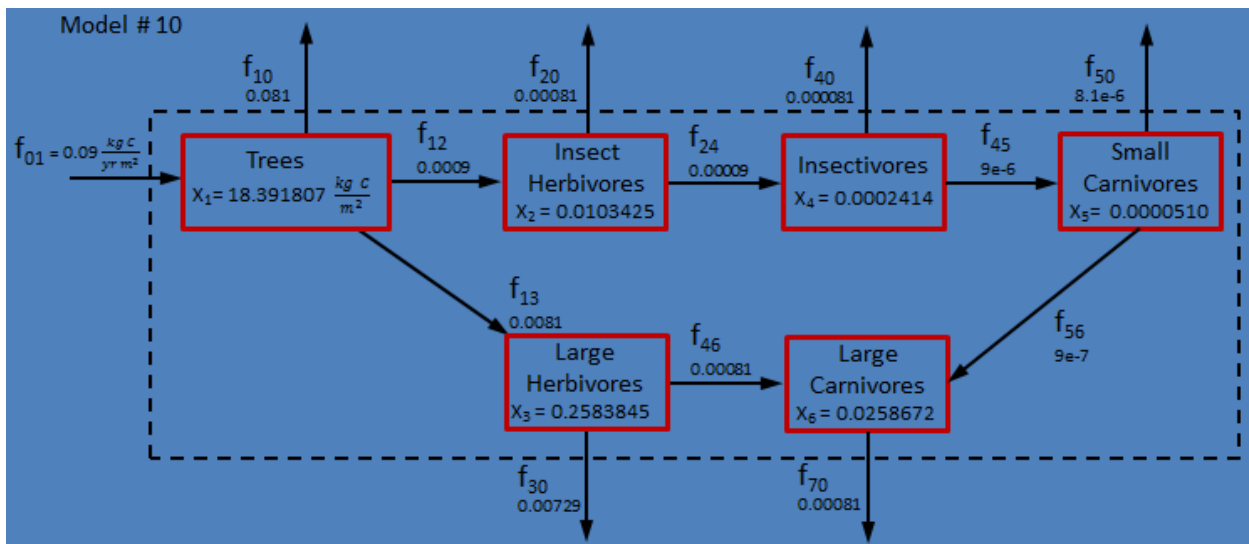 Model # 10
f10
0.081
f20
0.00081
f40
0.000081
f50
8.1e-6
f01 = 0.09 kg C / yr m²
Trees
X1= 18.391807 kg C / m²
f12
0.0009
Insect
Herbivores
X2 = 0.0103425
f24
0.00009
Insectivores
X4 = 0.0002414
f45
9e-6
Small
Carnivores
X5= 0.0000510
f13
0.0081
Large
Herbivores
X3 = 0.2583845
f46
0.00081
Large
Carnivores
X6 = 0.0258672
f56
9e-7
f30
0.00729
f70
0.00081